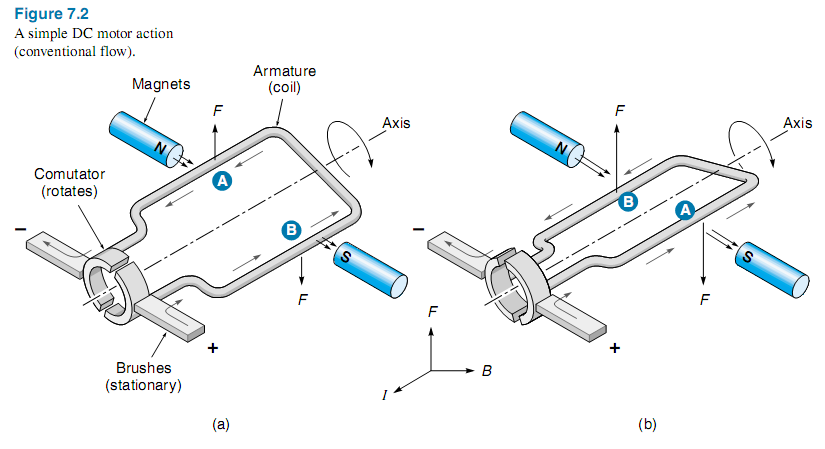 Figure 7.2
A simple DC motor action
(conventional flow).
Magnets
Armature
(coil)
F
Axis
N
Comutator
(rotates)
A
B
−
S
F
+
Brushes
(stationary)
(a)
F
B
I
F
Axis
N
B
A
−
S
F
+
(b)